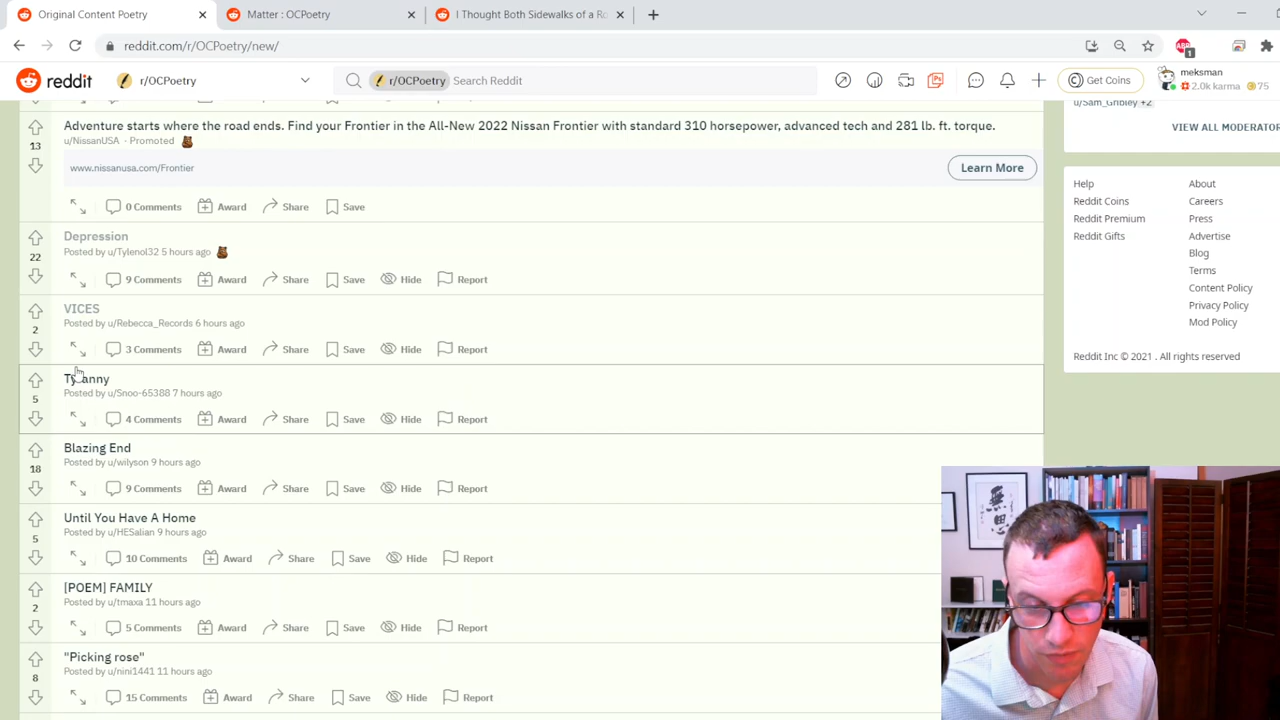 Original Content Poetry
Matter : OCPoetry
I Thought Both Sidewalks of a Ro
reddit.com/r/OCPoetry/new/
ABP
1
reddit
r/OCPoetry
r/OCPoetry Search Reddit
Get Coins
meksman
2.0k karma 75
u/Sam_Gribley +2
VIEW ALL MODERATOR
Adventure starts where the road ends. Find your Frontier in the All-New 2022 Nissan Frontier with standard 310 horsepower, advanced tech and 281 lb. ft. torque.
13
u/NissanUSA · Promoted
www.nissanusa.com/Frontier
Learn More
0 Comments Award Share Save
Depression
22
Posted by u/Tylenol32 5 hours ago
9 Comments Award Share Save Hide Report
VICES
2
Posted by u/Rebecca_Records 6 hours ago
3 Comments Award Share Save Hide Report
Tyranny
5
Posted by u/Snoo-65388 7 hours ago
4 Comments Award Share Save Hide Report
Blazing End
18
Posted by u/wilyson 9 hours ago
9 Comments Award Share Save Hide Report
Until You Have A Home
5
Posted by u/HESalian 9 hours ago
10 Comments Award Share Save Hide Report
[POEM] FAMILY
2
Posted by u/tmaxa 11 hours ago
5 Comments Award Share Save Hide Report
"Picking rose"
8
Posted by u/nini1441 11 hours ago
15 Comments Award Share Save Hide Report
Help
Reddit Coins
Reddit Premium
Reddit Gifts
About
Careers
Press
Advertise
Blog
Terms
Content Policy
Privacy Policy
Mod Policy
Reddit Inc © 2021 . All rights reserved
無
思